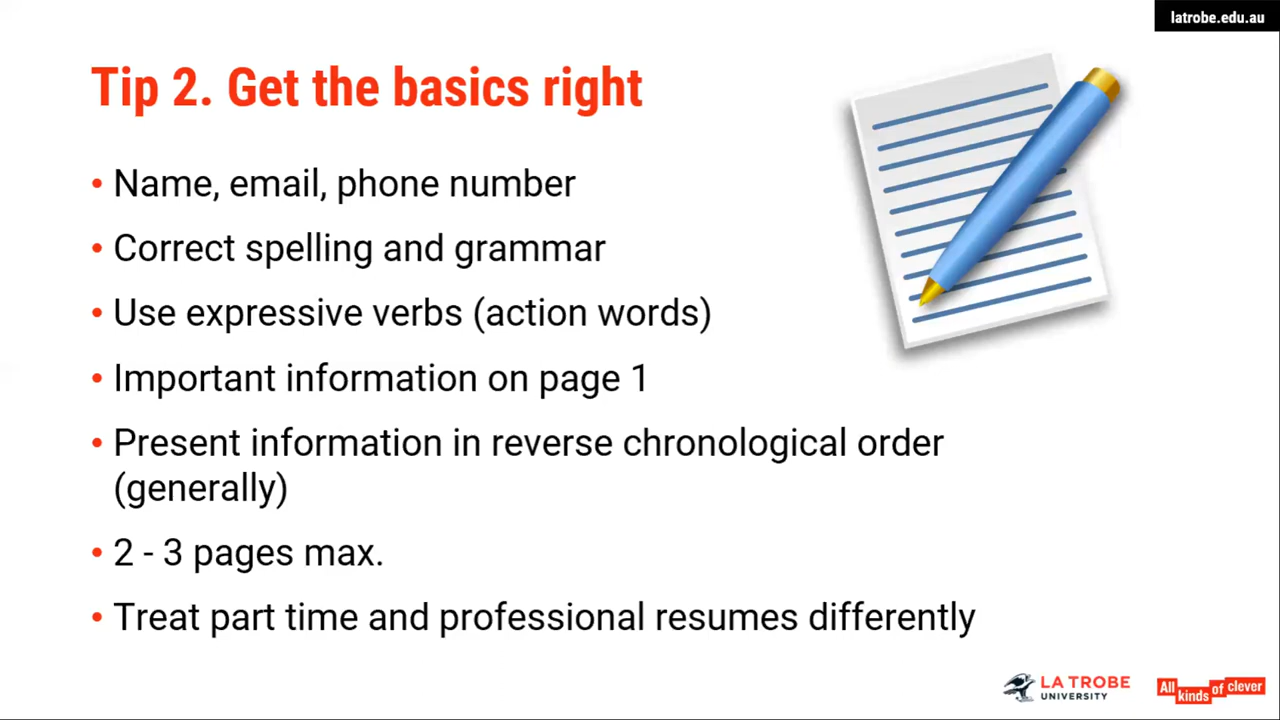 latrobe.edu.au
Tip 2. Get the basics right
• Name, email, phone number
• Correct spelling and grammar
• Use expressive verbs (action words)
• Important information on page 1
• Present information in reverse chronological order
(generally)
• 2 - 3 pages max.
• Treat part time and professional resumes differently
LA TROBE
UNIVERSITY
All kinds of clever